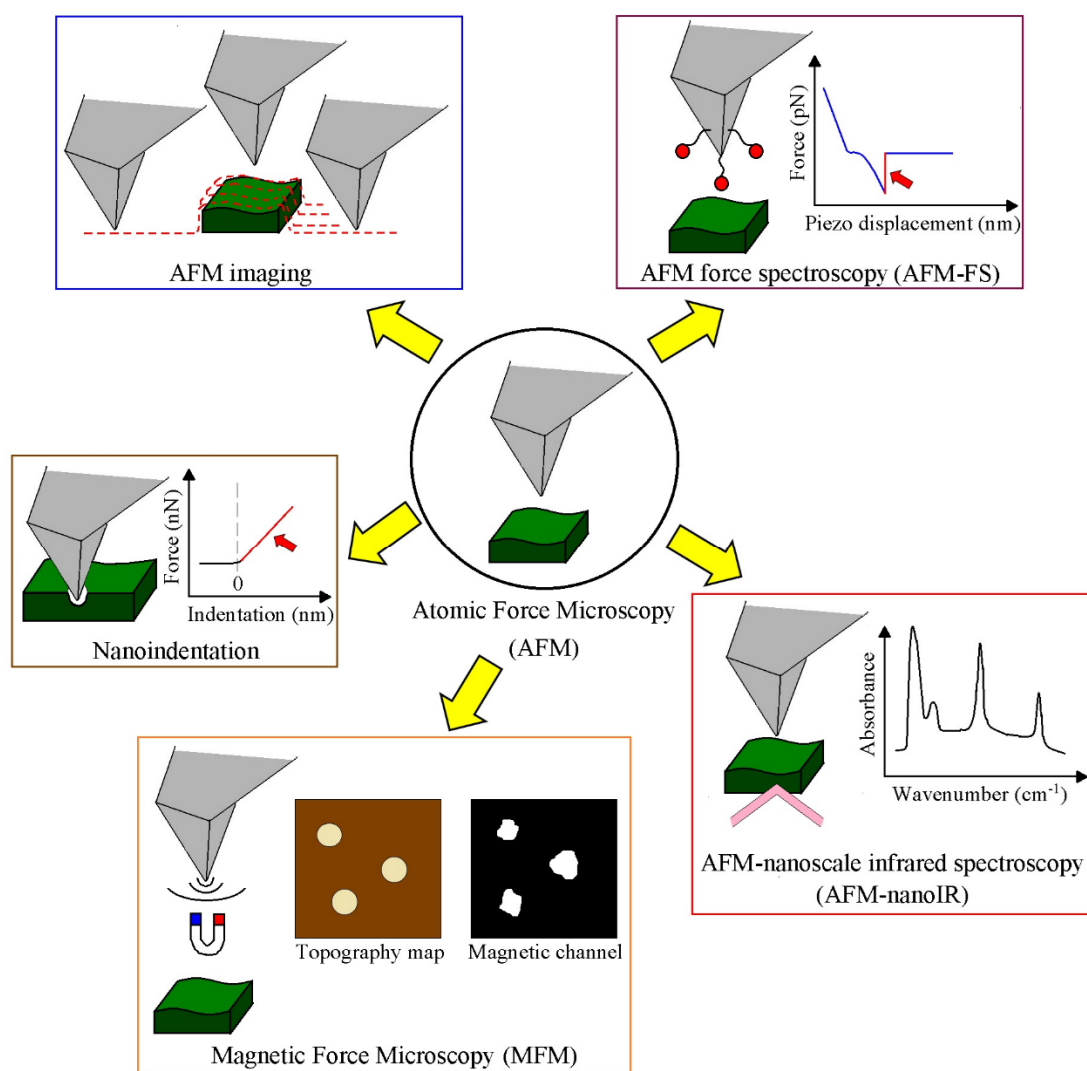 AFM imaging
Force (pN)
Piezo displacement (nm)
AFM force spectroscopy (AFM-FS)
Force (nN)
0
Indentation (nm)
Nanoindentation
Atomic Force Microscopy
(AFM)
Absorbance
Wavenumber (cm⁻¹)
AFM-nanoscale infrared spectroscopy
(AFM-nanoIR)
Topography map
Magnetic channel
Magnetic Force Microscopy (MFM)